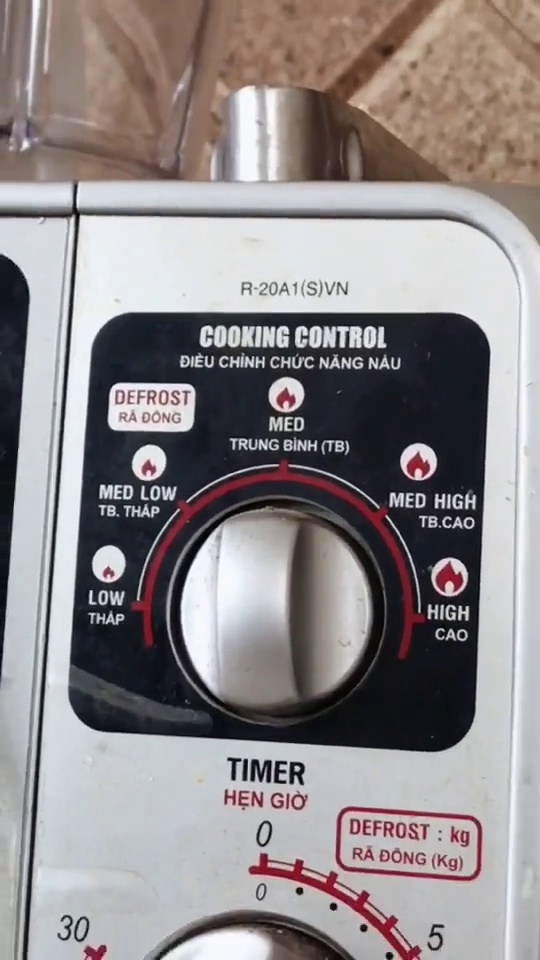 R-20A1(S)VN
COOKING CONTROL
ĐIỀU CHỈNH CHỨC NĂNG NẤU
DEFROST
RÃ ĐÔNG
MED
TRUNG BÌNH (TB)
MED LOW
TB. THẤP
MED HIGH
TB.CAO
LOW
THẤP
HIGH
CAO
TIMER
HẸN GIỜ
DEFROST : kg
RÃ ĐÔNG (Kg)
0
0
30
5